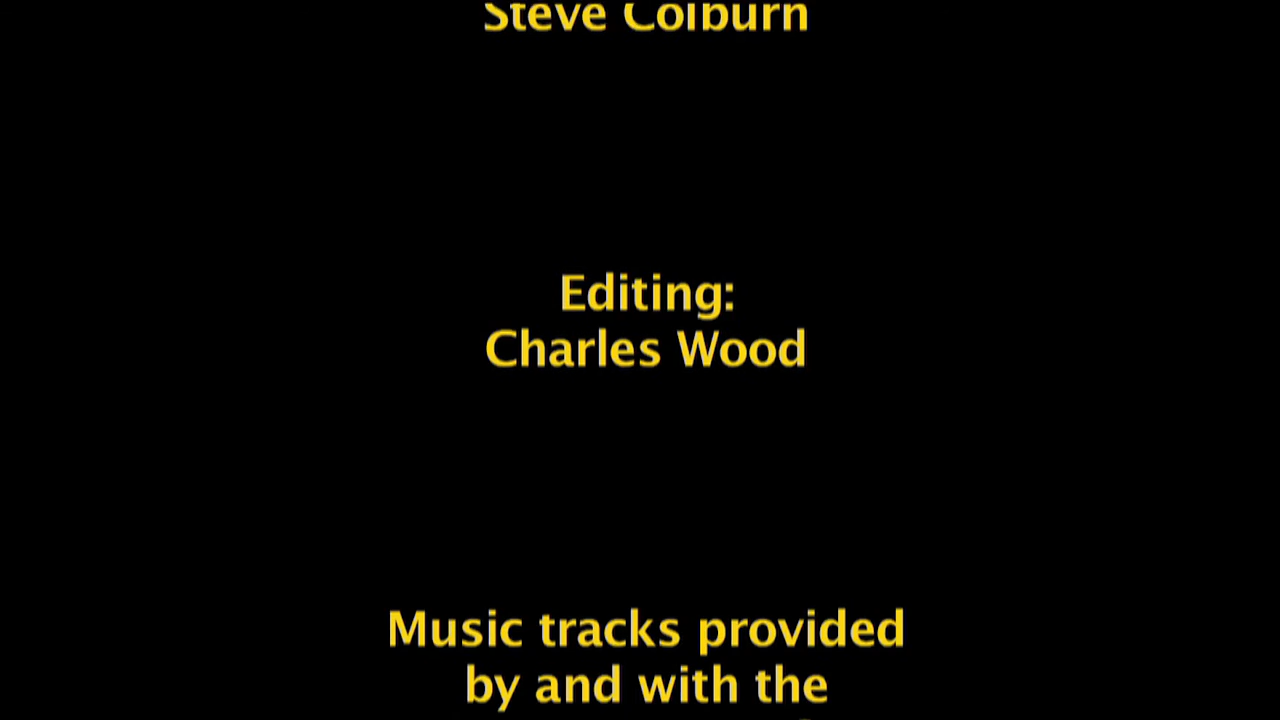 Steve Colburn
Editing:
Charles Wood
Music tracks provided
by and with the